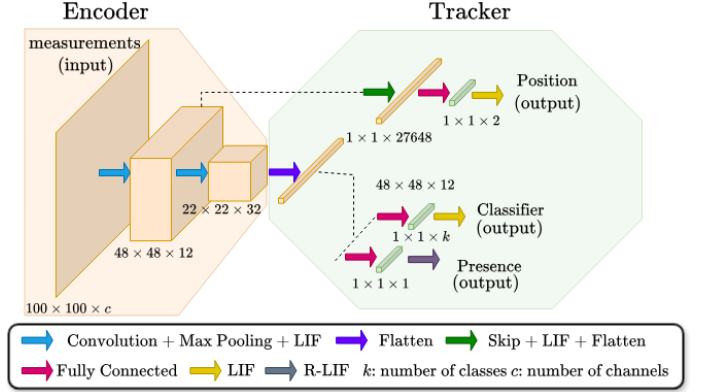 Encoder
Tracker
measurements
(input)
Position
(output)
1 × 1 × 2
1 × 1 × 27648
48 × 48 × 12
22 × 22 × 32
Classifier
(output)
1 × 1 × k
48 × 48 × 12
Presence
(output)
1 × 1 × 1
100 × 100 × c
Convolution + Max Pooling + LIF
Flatten
Skip + LIF + Flatten
Fully Connected
LIF
R-LIF
k: number of classes c: number of channels